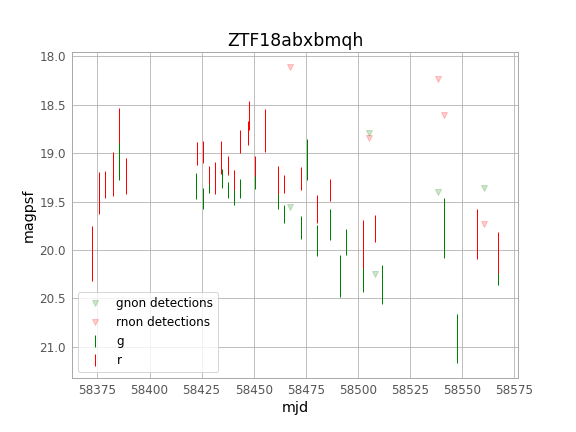 ZTF18abxbmqh
18.0
18.5
19.0
19.5
20.0
20.5
21.0
magpsf
gnon detections
rnon detections
g
r
58375 58400 58425 58450 58475 58500 58525 58550 58575
mjd